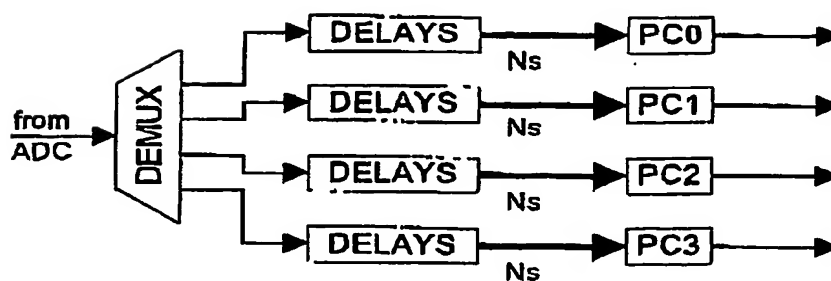 DELAYS
Ns
PC0
DELAYS
Ns
PC1
from
ADC
DEMUX
DELAYS
Ns
PC2
DELAYS
Ns
PC3